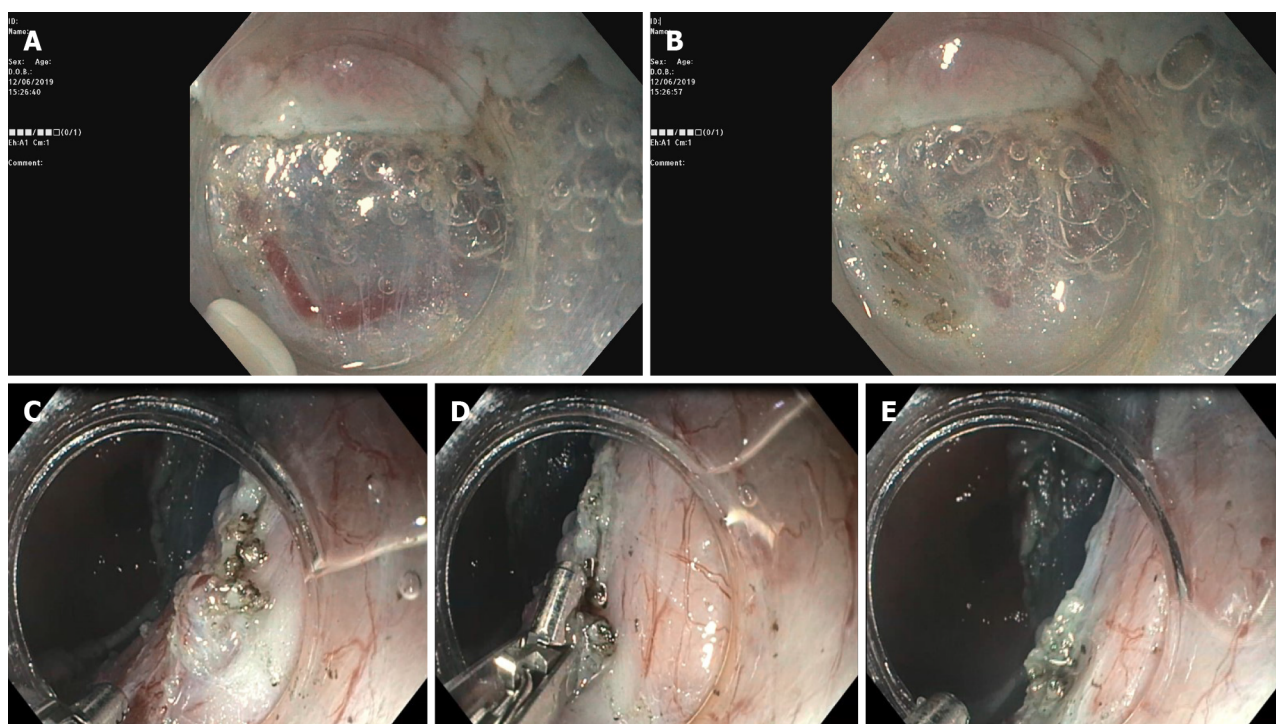 A
ID:
Name:
Sex: Age:
D.O.B.:
12/06/2019
15:26:40
■■■/■■□(0/1)
Eh:A1 Cm:1
Comment:
B
ID:
Name:
Sex: Age:
D.O.B.:
12/06/2019
15:26:57
■■■/■■□(0/1)
Eh:A1 Cm:1
Comment:
C
D
E